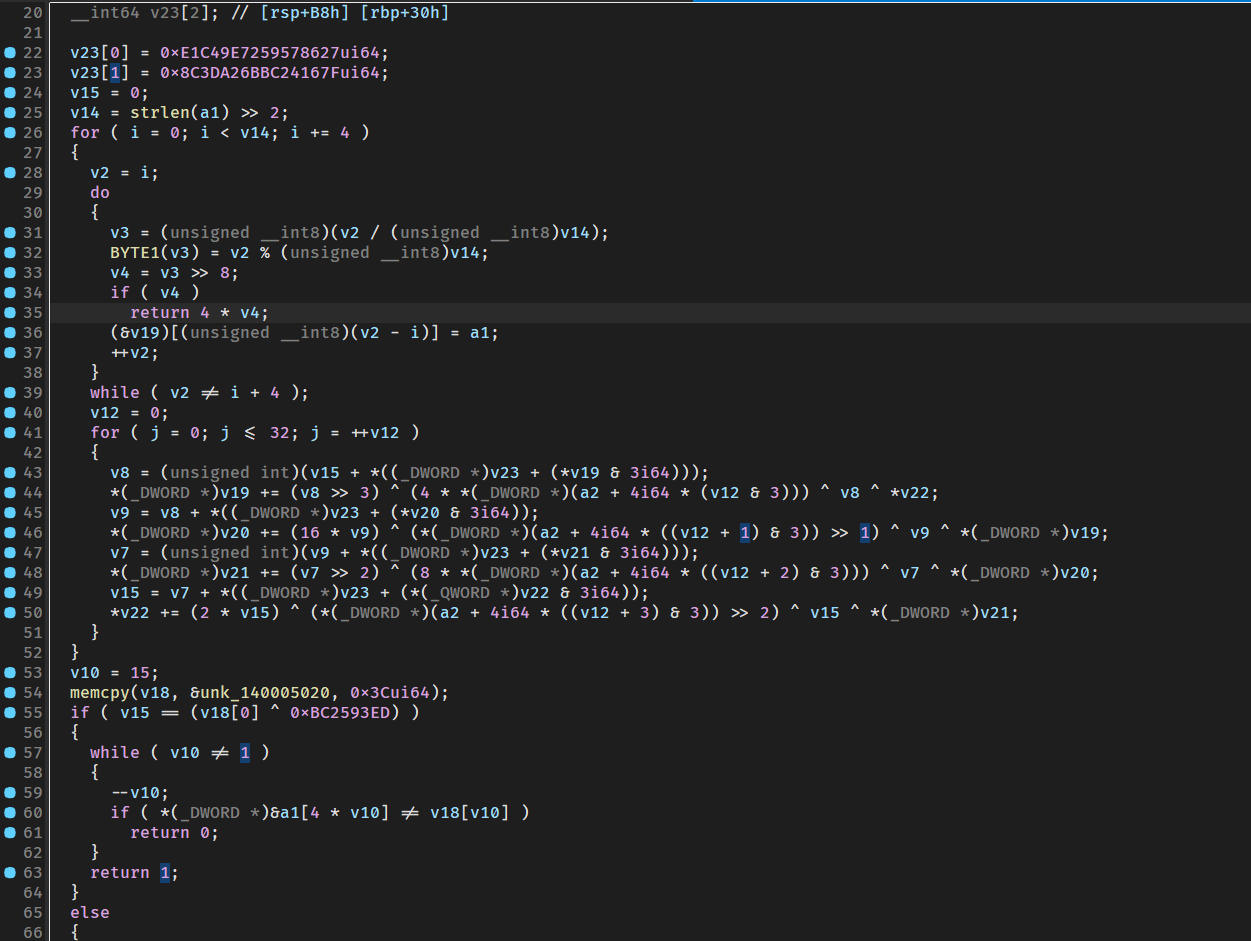 20 __int64 v23[2]; // [rsp+B8h] [rbp+30h]
21
22 v23[0] = 0×E1C49E7259578627ui64;
23 v23[1] = 0×8C3DA26BBC24167Fui64;
24 v15 = 0;
25 v14 = strlen(a1) >> 2;
26 for ( i = 0; i < v14; i += 4 )
27 {
28 v2 = i;
29 do
30 {
31 v3 = (unsigned __int8)(v2 / (unsigned __int8)v14);
32 BYTE1(v3) = v2 % (unsigned __int8)v14;
33 v4 = v3 >> 8;
34 if ( v4 )
35 return 4 * v4;
36 (&v19)[(unsigned __int8)(v2 - i)] = a1;
37 ++v2;
38 }
39 while ( v2 ≠ i + 4 );
40 v12 = 0;
41 for ( j = 0; j ⩽ 32; j = ++v12 )
42 {
43 v8 = (unsigned int)(v15 + *((_DWORD *)v23 + (*v19 & 3i64)));
44 *(_DWORD *)v19 += (v8 >> 3) ^ (4 * *(_DWORD *)(a2 + 4i64 * (v12 & 3))) ^ v8 ^ *v22;
45 v9 = v8 + *((_DWORD *)v23 + (*v20 & 3i64));
46 *(_DWORD *)v20 += (16 * v9) ^ (*(_DWORD *)(a2 + 4i64 * ((v12 + 1) & 3)) >> 1) ^ v9 ^ *(_DWORD *)v19;
47 v7 = (unsigned int)(v9 + *((_DWORD *)v23 + (*v21 & 3i64)));
48 *(_DWORD *)v21 += (v7 >> 2) ^ (8 * *(_DWORD *)(a2 + 4i64 * ((v12 + 2) & 3))) ^ v7 ^ *(_DWORD *)v20;
49 v15 = v7 + *((_DWORD *)v23 + (*(_QWORD *)v22 & 3i64));
50 *v22 += (2 * v15) ^ (*(_DWORD *)(a2 + 4i64 * ((v12 + 3) & 3)) >> 2) ^ v15 ^ *(_DWORD *)v21;
51 }
52 }
53 v10 = 15;
54 memcpy(v18, &unk_140005020, 0×3Cui64);
55 if ( v15 == (v18[0] ^ 0×BC2593ED) )
56 {
57 while ( v10 ≠ 1 )
58 {
59 --v10;
60 if ( *(_DWORD *)&a1[4 * v10] ≠ v18[v10] )
61 return 0;
62 }
63 return 1;
64 }
65 else
66 {